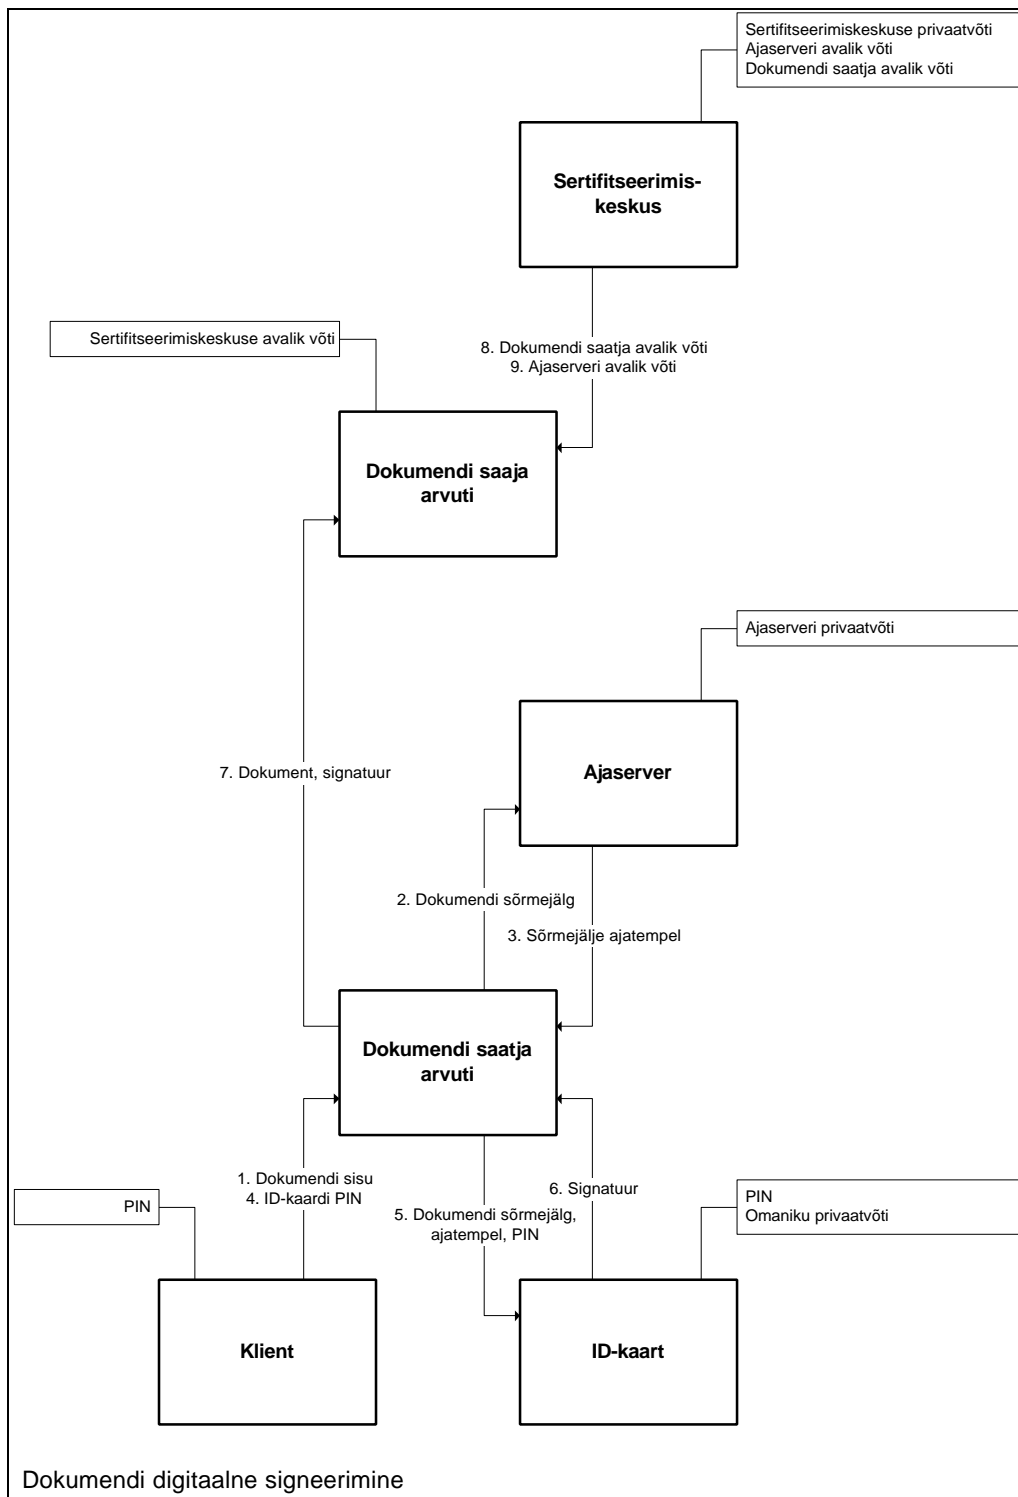 Sertifitseerimiskeskuse privaatvõti
Ajaserveri avalik võti
Dokumendi saatja avalik võti
Sertifitseerimis-
keskus
Sertifitseerimiskeskuse avalik võti
8. Dokumendi saatja avalik võti
9. Ajaserveri avalik võti
Dokumendi saaja
arvuti
Ajaserveri privaatvõti
7. Dokument, signatuur
Ajaserver
2. Dokumendi sõrmejälg
3. Sõrmejälje ajatempel
Dokumendi saatja
arvuti
1. Dokumendi sisu
4. ID-kaardi PIN
6. Signatuur
PIN
5. Dokumendi sõrmejälg,
ajatempel, PIN
PIN
Omaniku privaatvõti
Klient
ID-kaart
Dokumendi digitaalne signeerimine